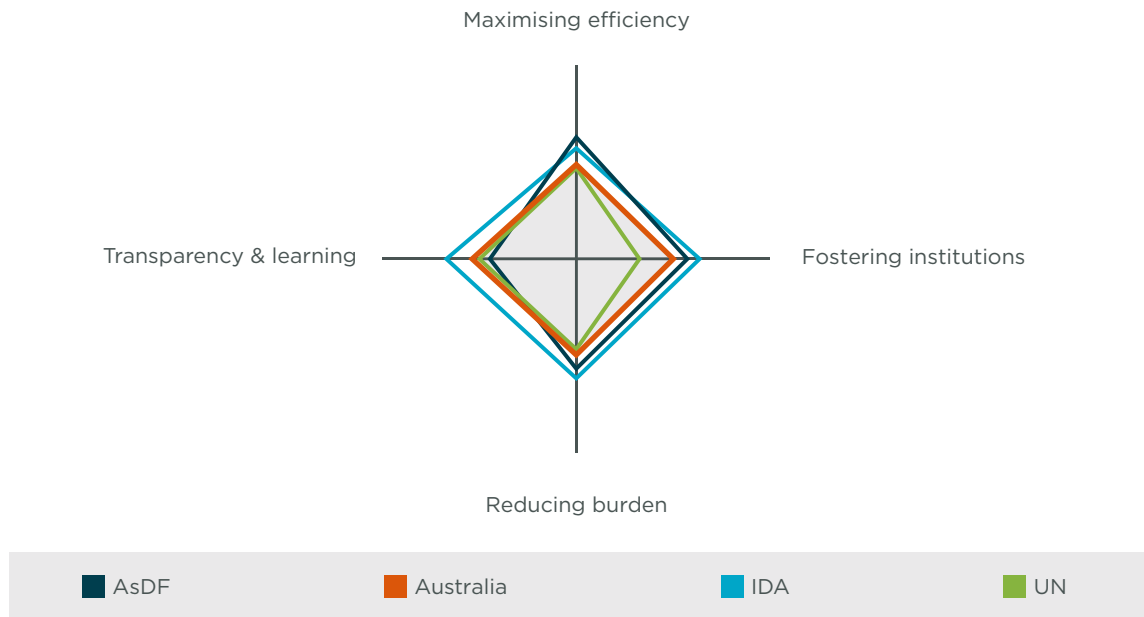 Maximising efficiency
Transparency & learning
Fostering institutions
Reducing burden
AsDF
Australia
IDA
UN